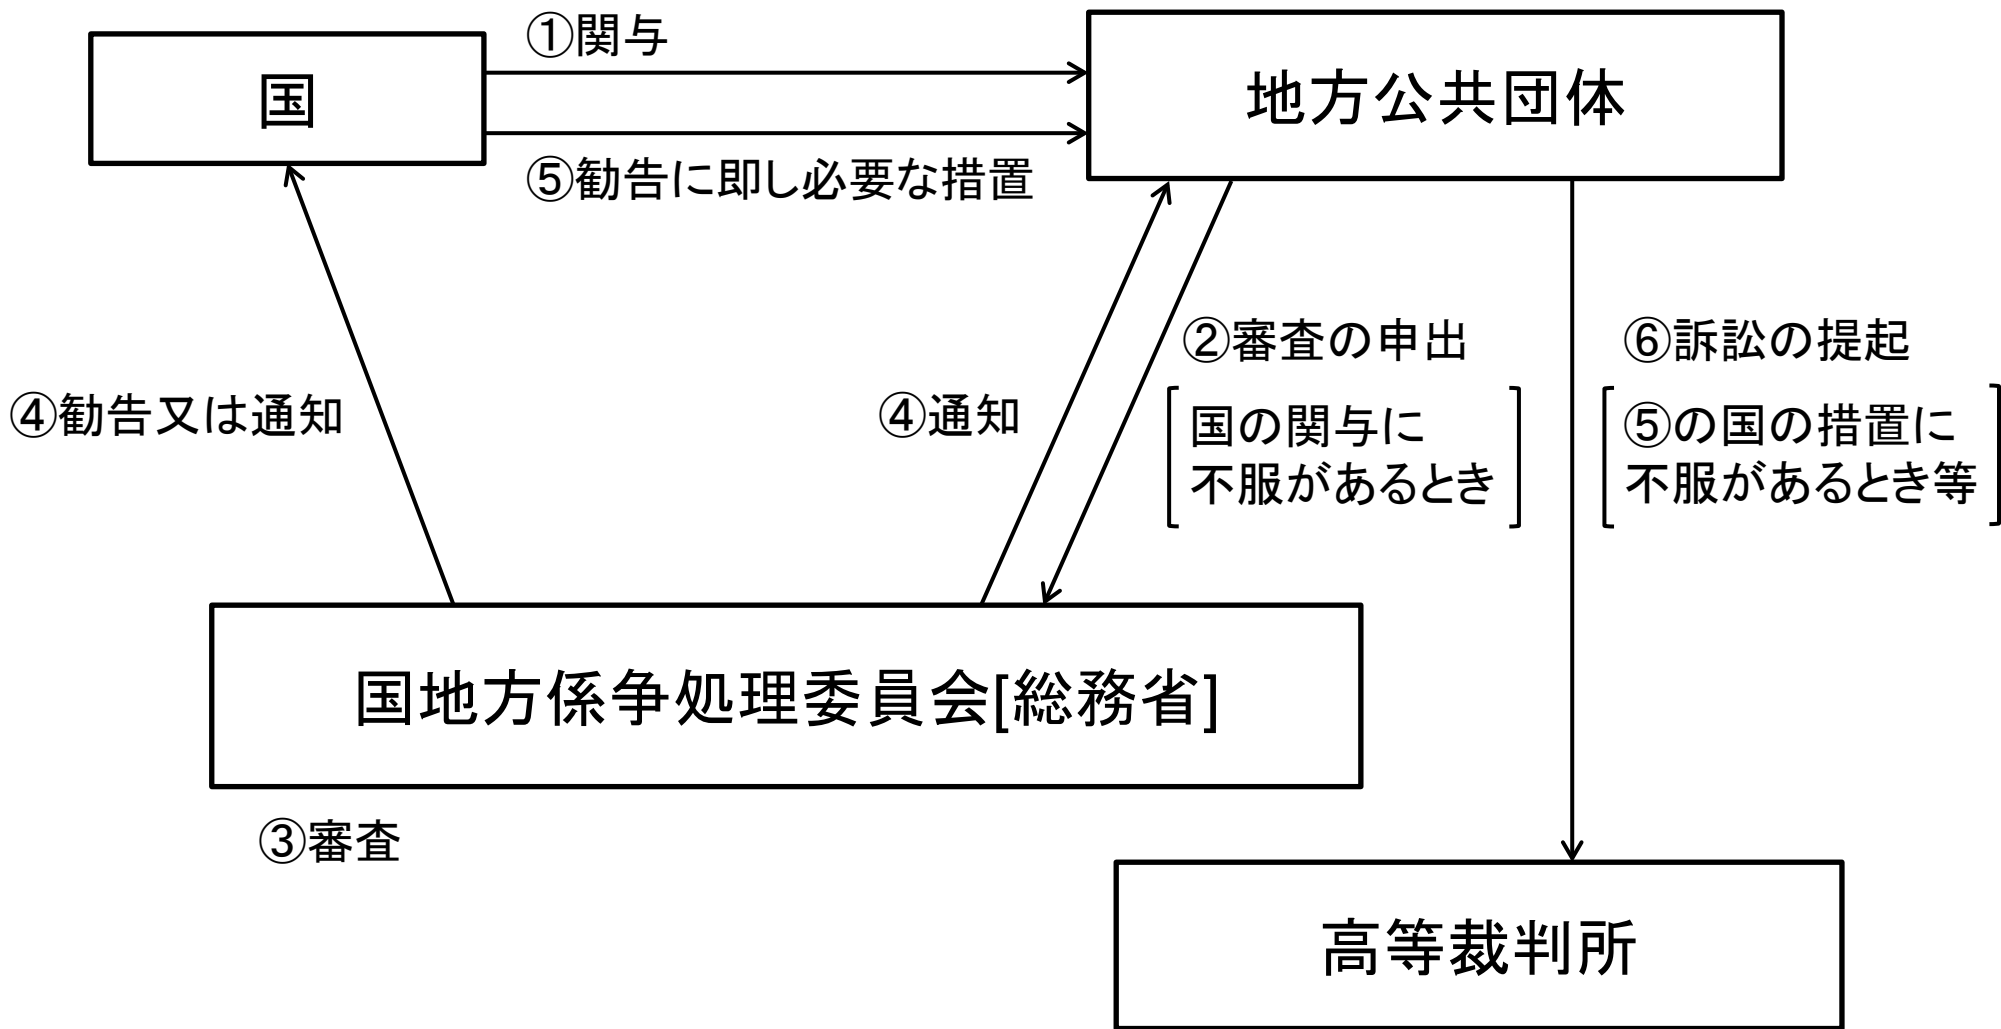 ①関与
国
地方公共団体
⑤勧告に即し必要な措置
②審査の申出
国の関与に
不服があるとき
⑥訴訟の提起
⑤の国の措置に
不服があるとき等
④勧告又は通知
④通知
国地方係争処理委員会[総務省]
③審査
高等裁判所